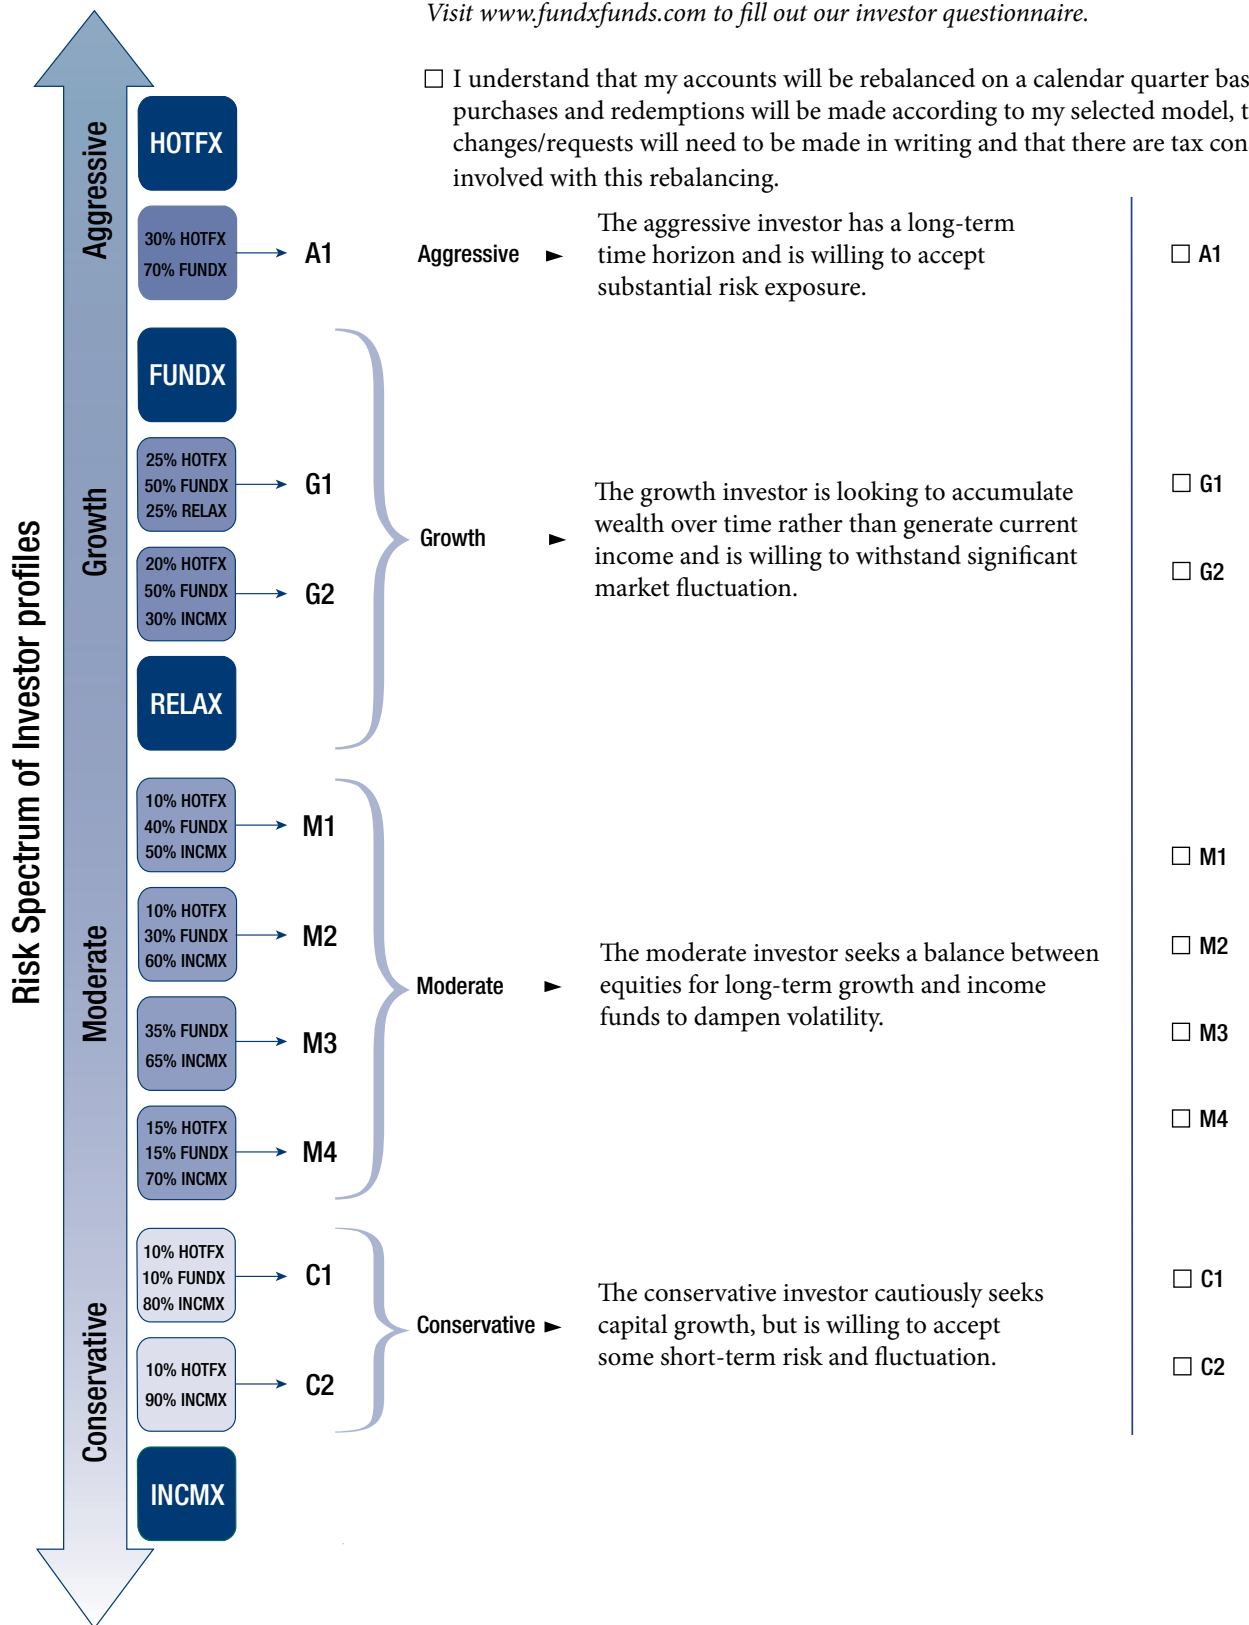 Visit www.fundxfunds.com to fill out our investor questionnaire.
I understand that my accounts will be rebalanced on a calendar quarter
purchases and redemptions will be made according to my selected model,
changes/requests will need to be made in writing and that there are tax
involved with this rebalancing.
Risk Spectrum of Investor profiles
Aggressive
Growth
Moderate
Conservative
HOTFX
30% HOTFX
70% FUNDX
A1
Aggressive ►
The aggressive investor has a long-term
time horizon and is willing to accept
substantial risk exposure.
A1
FUNDX
25% HOTFX
50% FUNDX
25% RELAX
G1
20% HOTFX
50% FUNDX
30% INCMX
G2
RELAX
Growth ►
The growth investor is looking to accumulate
wealth over time rather than generate current
income and is willing to withstand significant
market fluctuation.
G1
G2
10% HOTFX
40% FUNDX
50% INCMX
M1
10% HOTFX
30% FUNDX
60% INCMX
M2
35% FUNDX
65% INCMX
M3
15% HOTFX
15% FUNDX
70% INCMX
M4
Moderate ►
The moderate investor seeks a balance between
equities for long-term growth and income
funds to dampen volatility.
M1
M2
M3
M4
10% HOTFX
10% FUNDX
80% INCMX
C1
10% HOTFX
90% INCMX
C2
Conservative ►
The conservative investor cautiously seeks
capital growth, but is willing to accept
some short-term risk and fluctuation.
C1
C2
INCMX